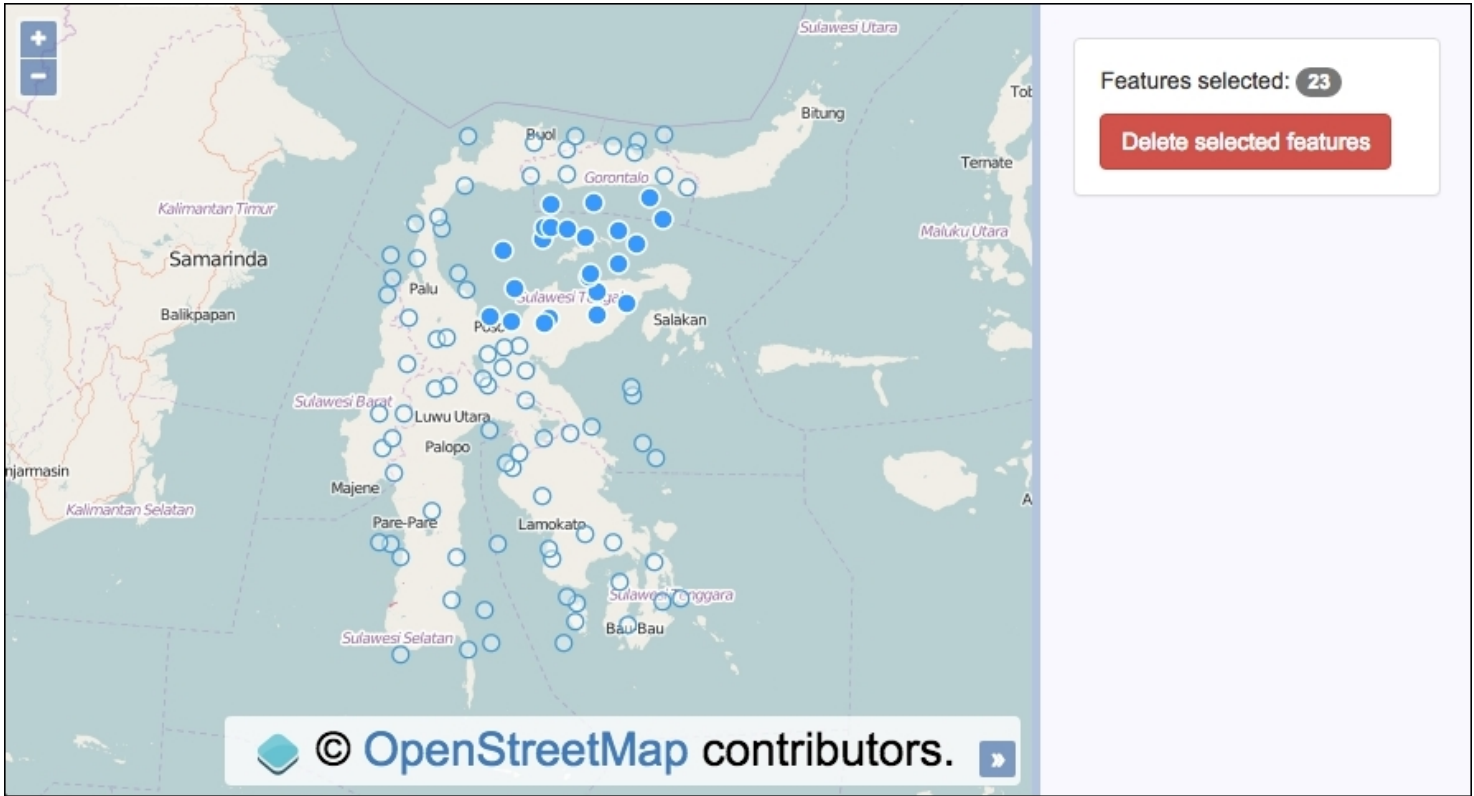 +
−
Sulawesi Utara
Features selected: 23
Delete selected features
Bitung
Buol
Ternate
Gorontalo
Kalimantan Timur
Maluku Utara
Samarinda
Palu
Balikpapan
Salakan
Sulawesi Barat
Luwu Utara
Palopo
njarmasin
Majene
Kalimantan Selatan
Pare-Pare
Lamokato
Sulawesi Tenggara
Bau Bau
Sulawesi Selatan
© OpenStreetMap contributors.
»